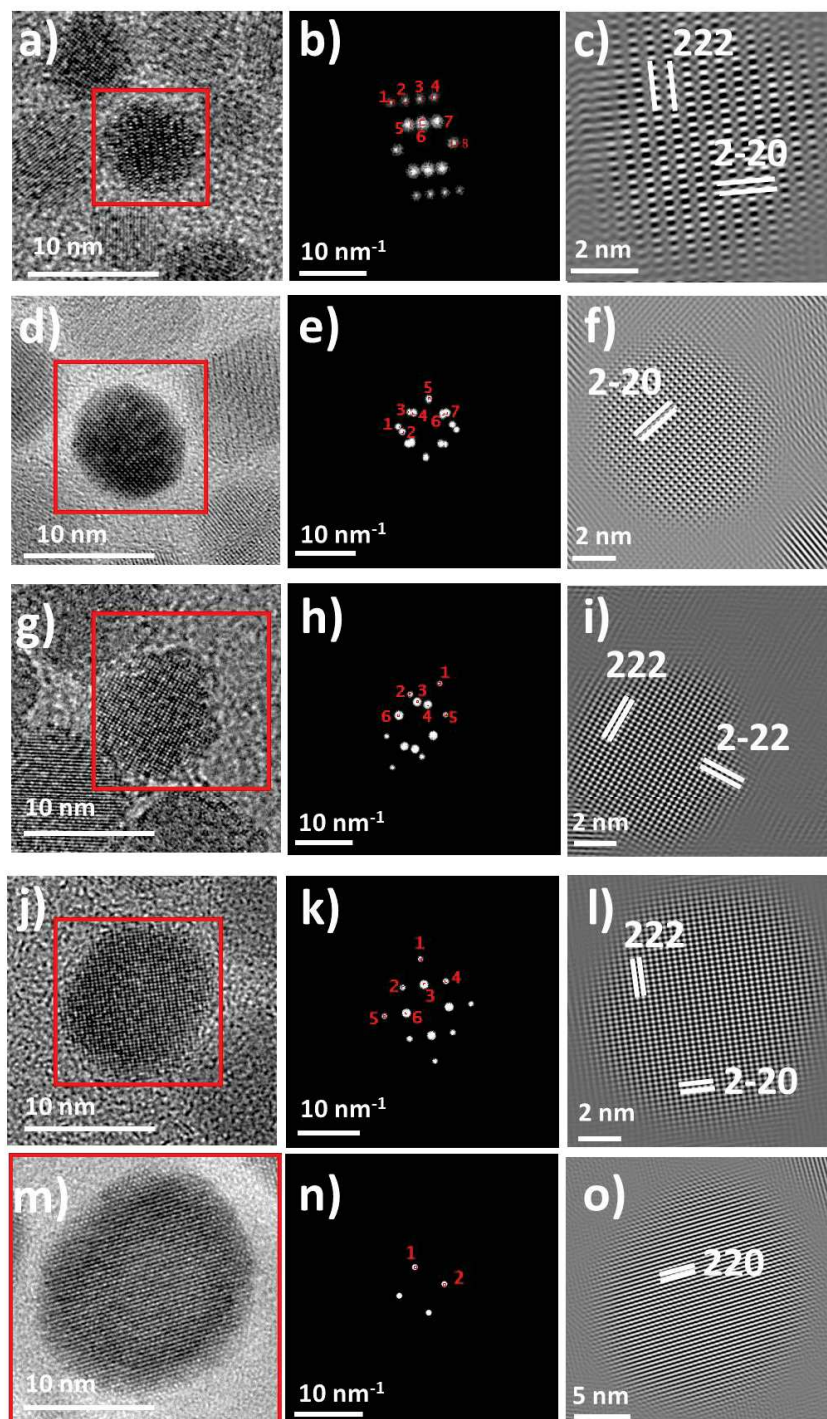 a)
10 nm
b)
1 2 3 4
5 6 7
8
10 nm⁻¹
c)
222
2-20
2 nm
d)
10 nm
e)
5
3 4 6 7
1 2
10 nm⁻¹
f)
2-20
2 nm
g)
10 nm
h)
1
2 3
6 4 5
10 nm⁻¹
i)
222
2-22
2 nm
j)
10 nm
k)
1
2 3 4
5 6
10 nm⁻¹
l)
222
2-20
2 nm
m)
10 nm
n)
1
2
10 nm⁻¹
o)
220
5 nm